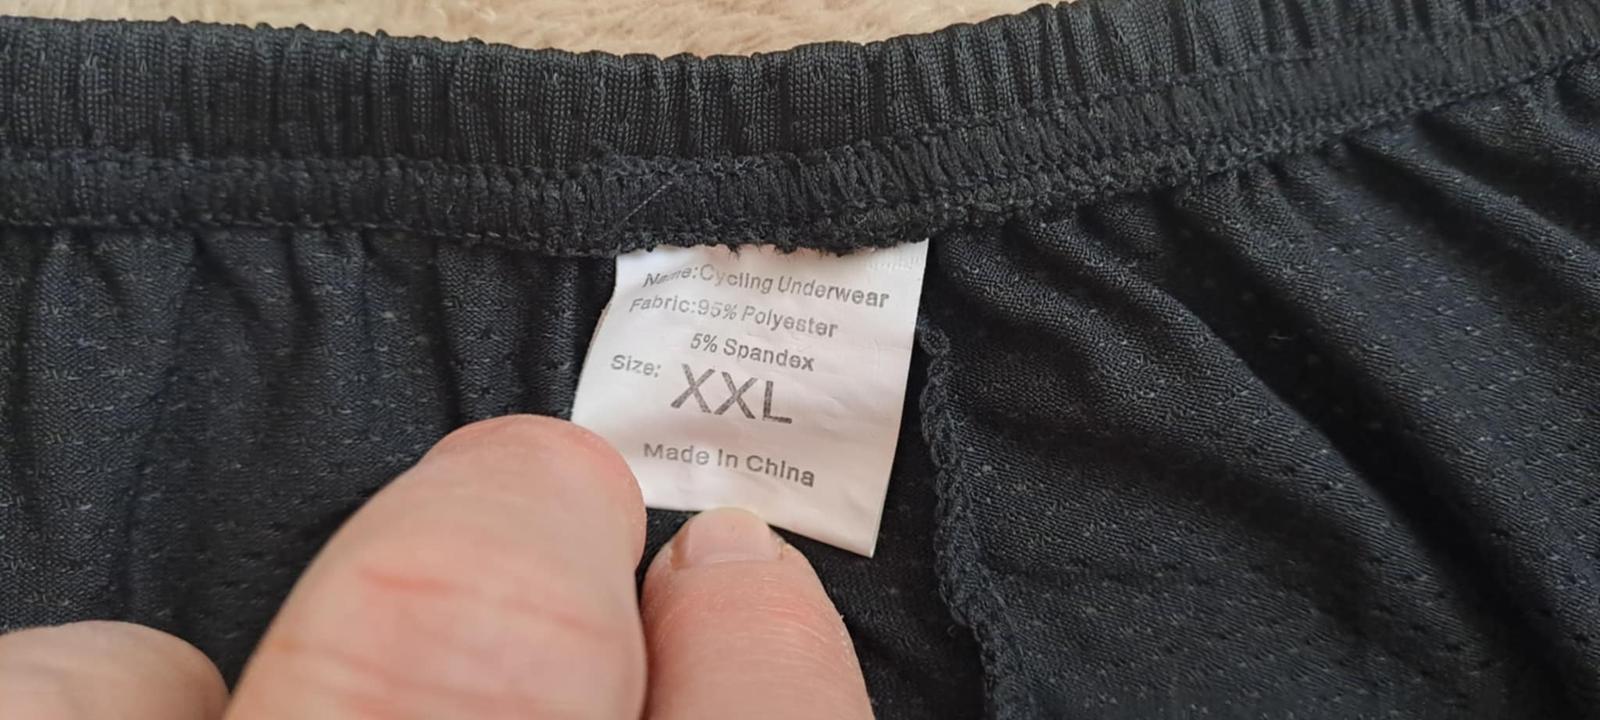 Name:Cycling Underwear
Fabric:95% Polyester
5% Spandex
Size: XXL
Made In China